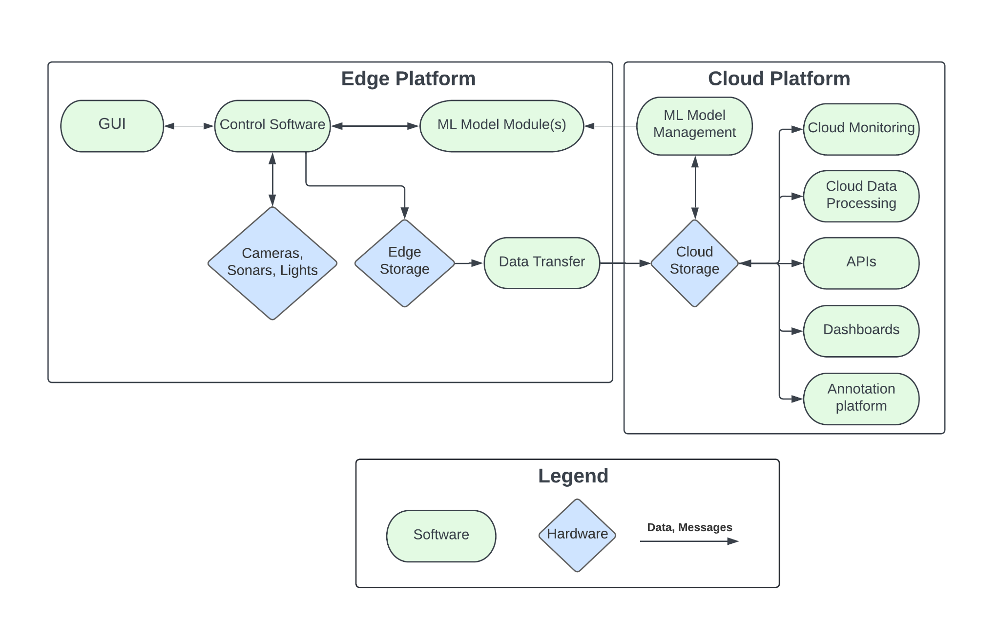 Edge Platform
GUI
Control Software
ML Model Module(s)
Cameras,
Sonars, Lights
Edge
Storage
Data Transfer
Cloud Platform
ML Model
Management
Cloud
Storage
Cloud Monitoring
Cloud Data
Processing
APIs
Dashboards
Annotation
platform
Legend
Software
Hardware
Data, Messages